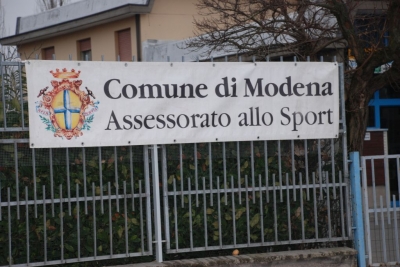 Comune di Modena
Assessorato allo Sport